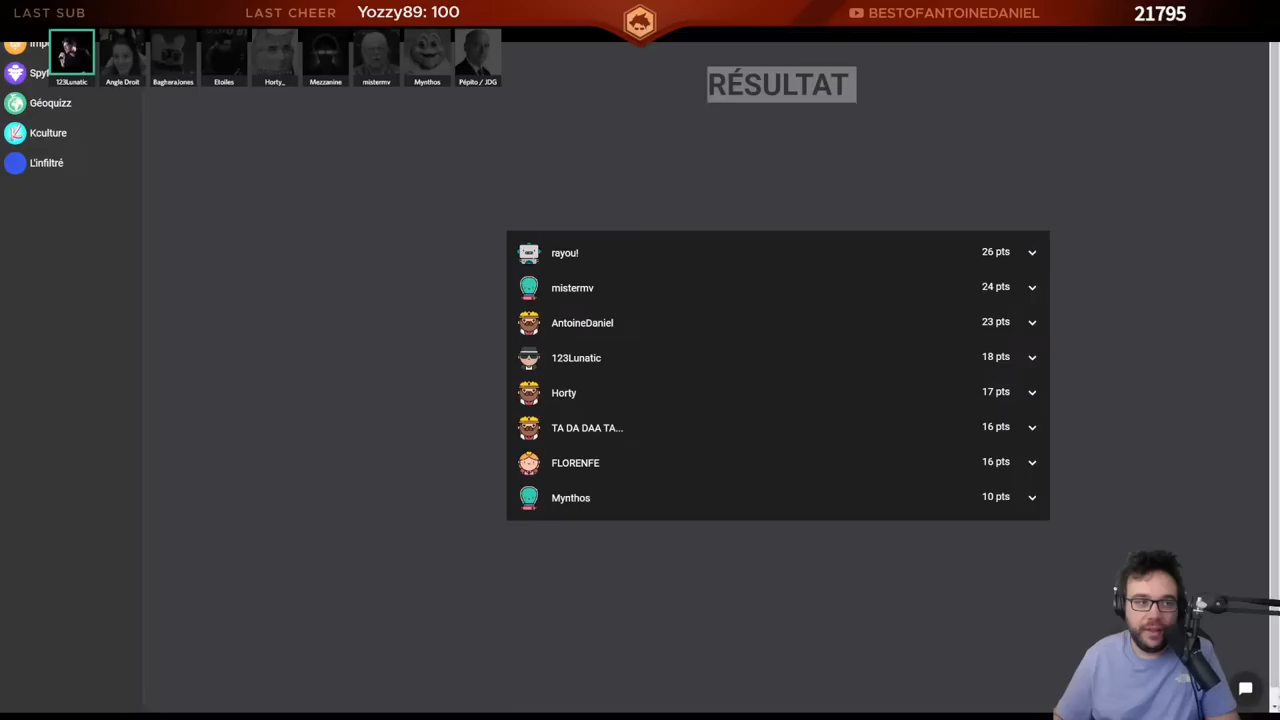 LAST SUB
LAST CHEER
Yozzy89: 100
BESTOFANTOINEDANIEL
21795
123Lunatic
Angle Droit
BagheraJones
Etoiles
Horty_
Mezzanine
mistermv
Mynthos
Pépito / JDG
Géoquizz
Kculture
L'infiltré
RÉSULTAT
rayou!
26 pts
mistermv
24 pts
AntoineDaniel
23 pts
123Lunatic
18 pts
Horty
17 pts
TA DA DAA TA...
16 pts
FLORENFE
16 pts
Mynthos
10 pts